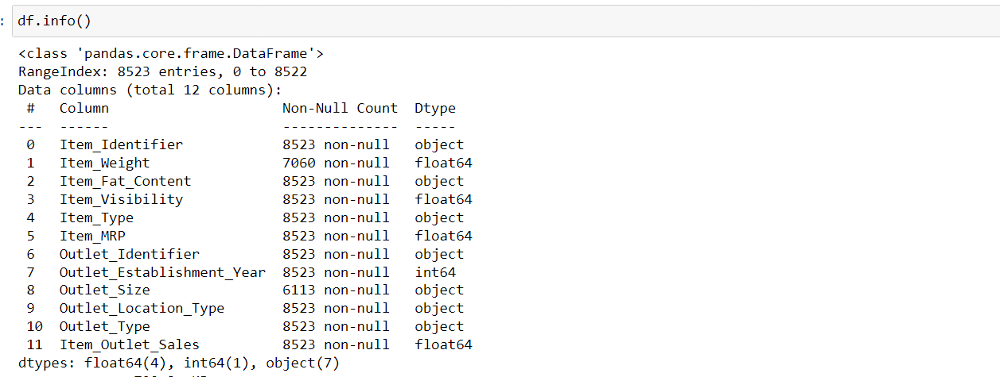 : df.info()
<class 'pandas.core.frame.DataFrame'>
RangeIndex: 8523 entries, 0 to 8522
Data columns (total 12 columns):
 #   Column                     Non-Null Count  Dtype
---  ------                     --------------  -----
 0   Item_Identifier            8523 non-null   object
 1   Item_Weight                7060 non-null   float64
 2   Item_Fat_Content           8523 non-null   object
 3   Item_Visibility            8523 non-null   float64
 4   Item_Type                  8523 non-null   object
 5   Item_MRP                   8523 non-null   float64
 6   Outlet_Identifier          8523 non-null   object
 7   Outlet_Establishment_Year  8523 non-null   int64
 8   Outlet_Size                6113 non-null   object
 9   Outlet_Location_Type       8523 non-null   object
 10  Outlet_Type                8523 non-null   object
 11  Item_Outlet_Sales          8523 non-null   float64
dtypes: float64(4), int64(1), object(7)